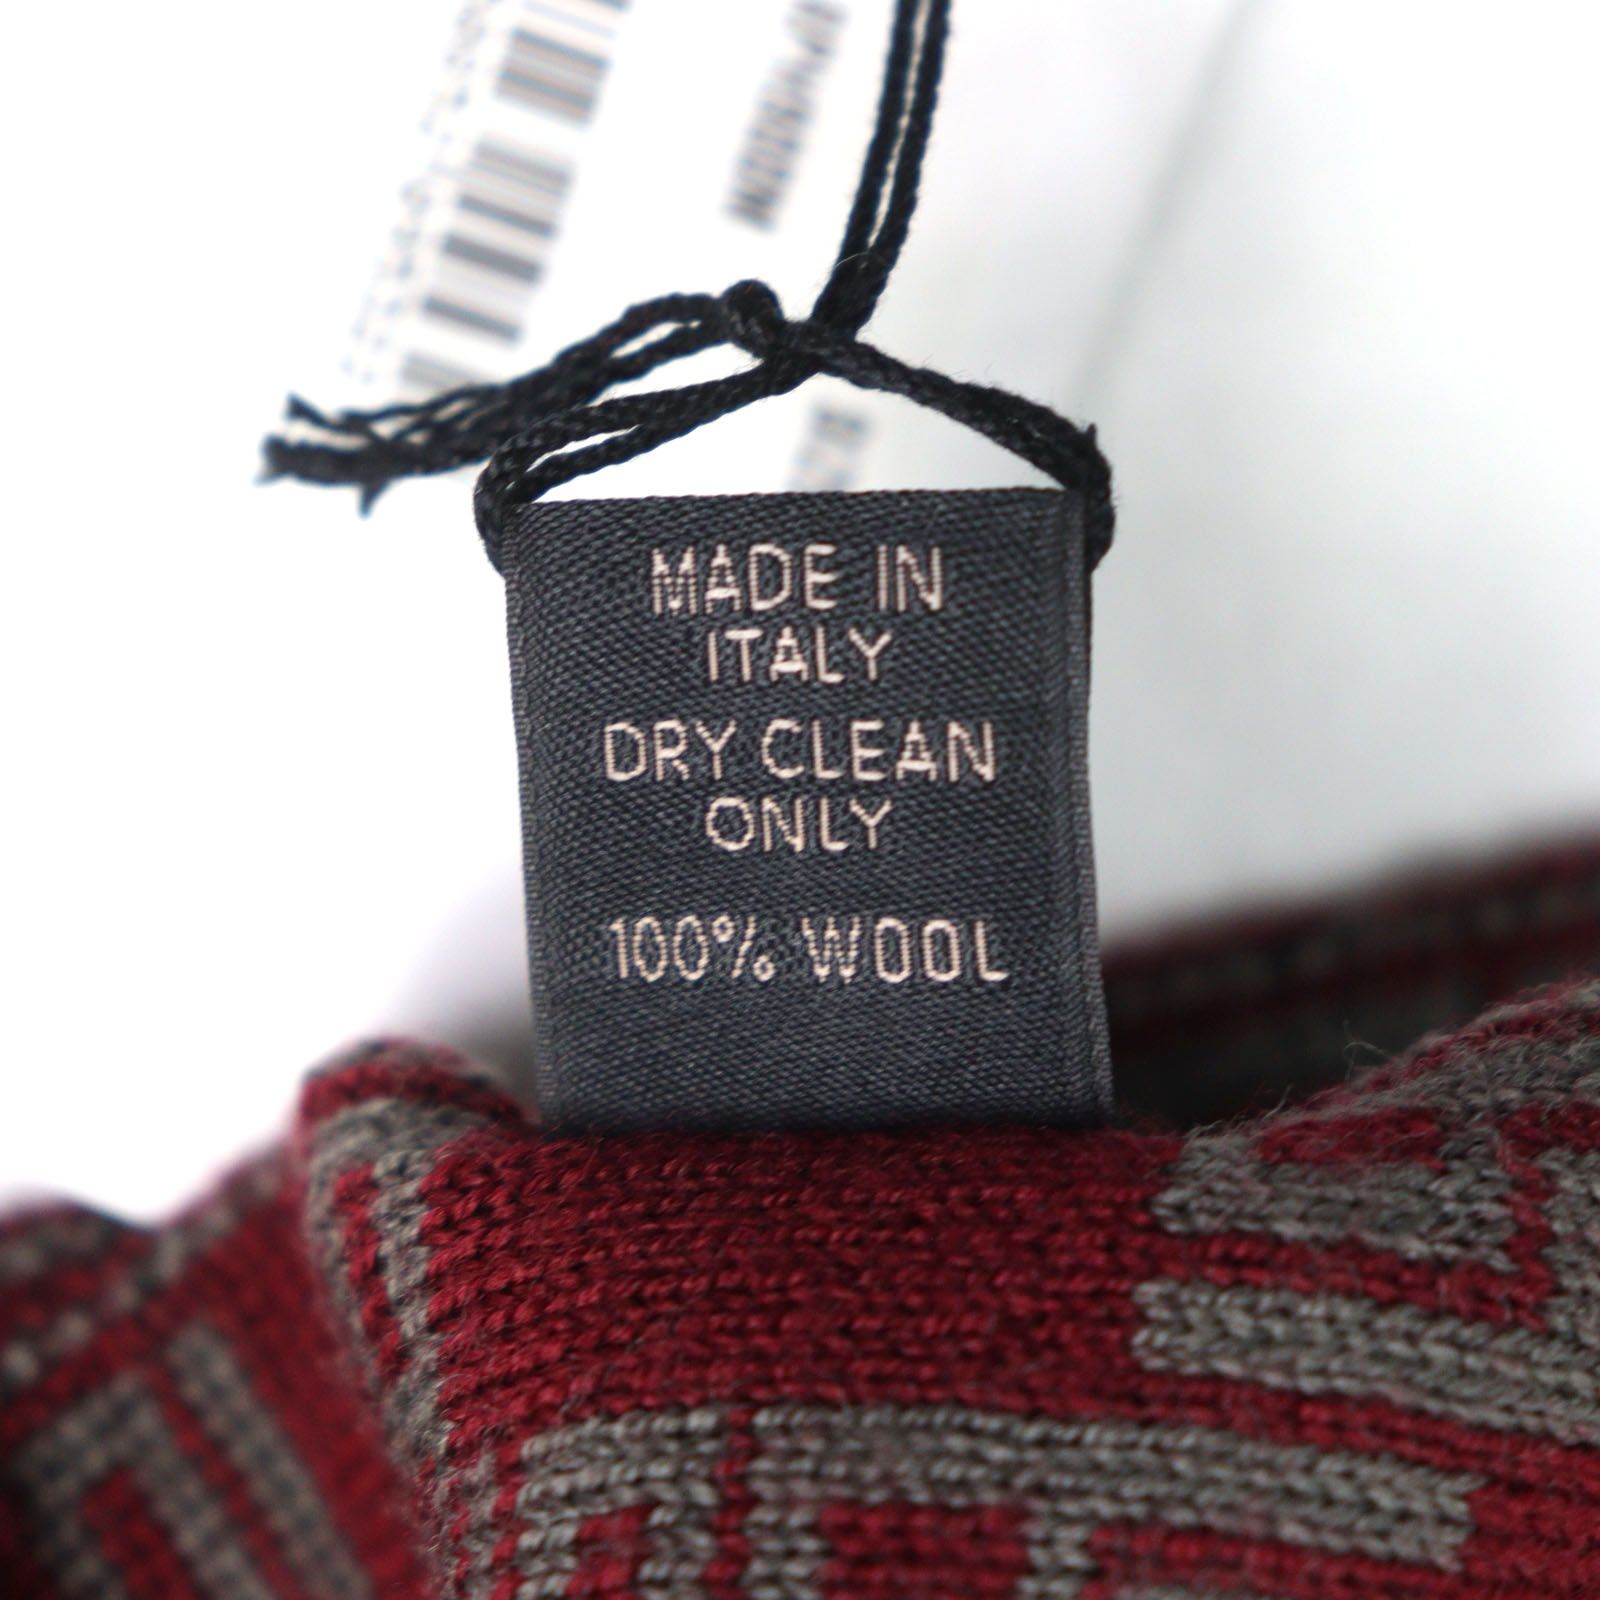 MADE IN
ITALY
DRY CLEAN
ONLY
100% WOOL